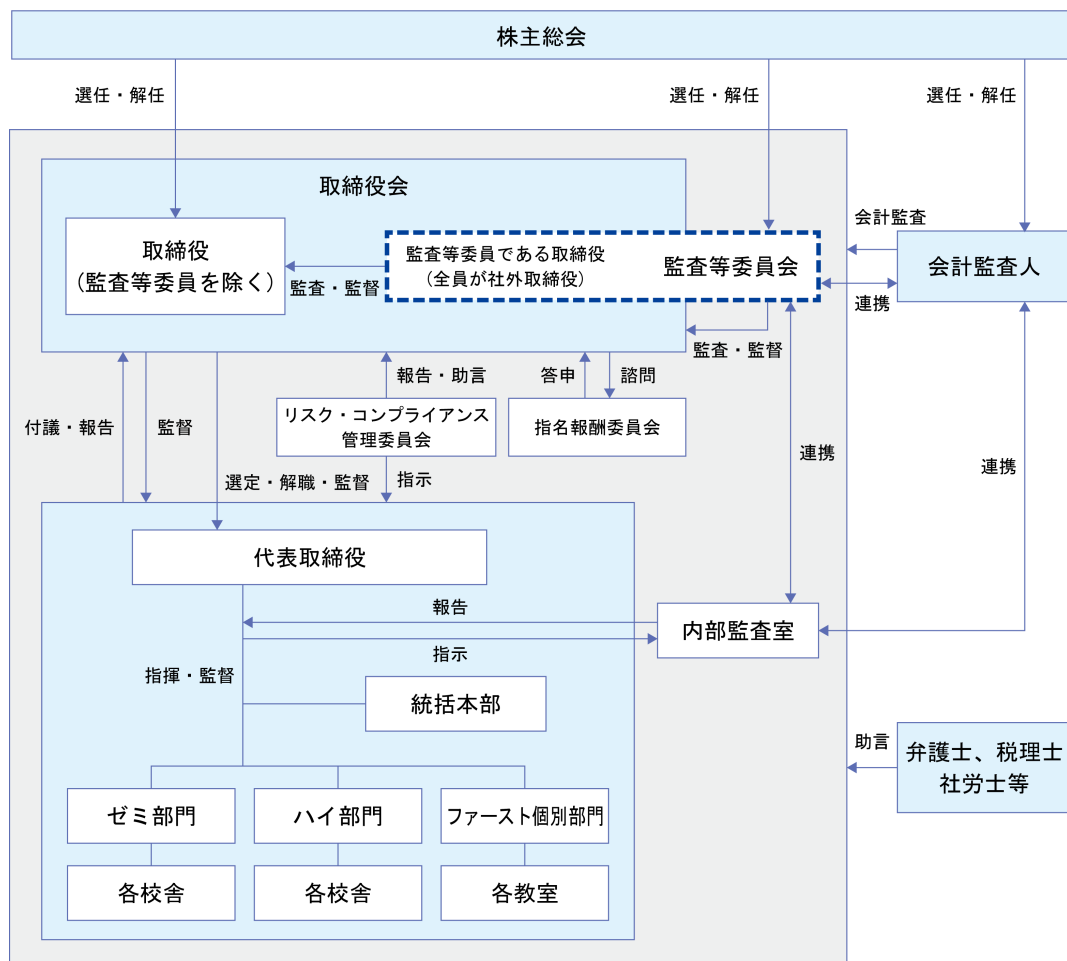 株主総会
選任・解任
選任・解任
選任・解任
取締役会
取締役
（監査等委員を除く）
監査・監督
監査等委員である取締役
（全員が社外取締役）
監査等委員会
会計監査
会計監査人
連携
監査・監督
付議・報告
監督
選定・解職・監督
報告・助言
リスク・コンプライアンス
管理委員会
指示
答申
諮問
指名報酬委員会
連携
連携
代表取締役
報告
指示
内部監査室
指揮・監督
統括本部
助言
弁護士、税理士
社労士等
ゼミ部門
ハイ部門
ファースト個別部門
各校舎
各校舎
各教室